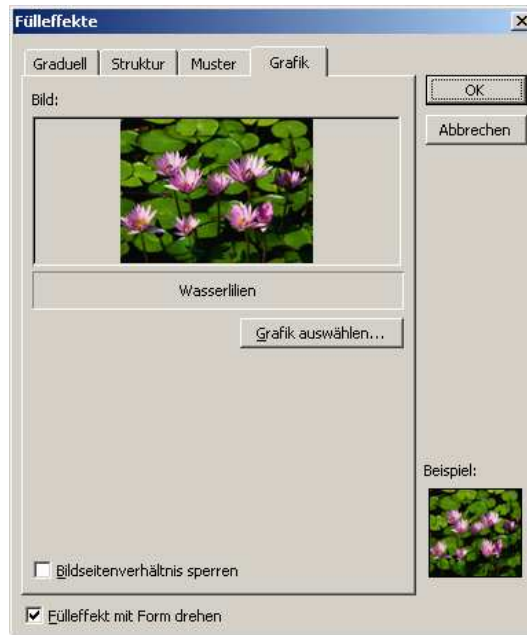 Fülleffekte
Graduell Struktur Muster Grafik
Bild:
OK
Abbrechen
Wasserlilien
Grafik auswählen...
Beispiel:
Bildseitenverhältnis sperren
Fülleffekt mit Form drehen